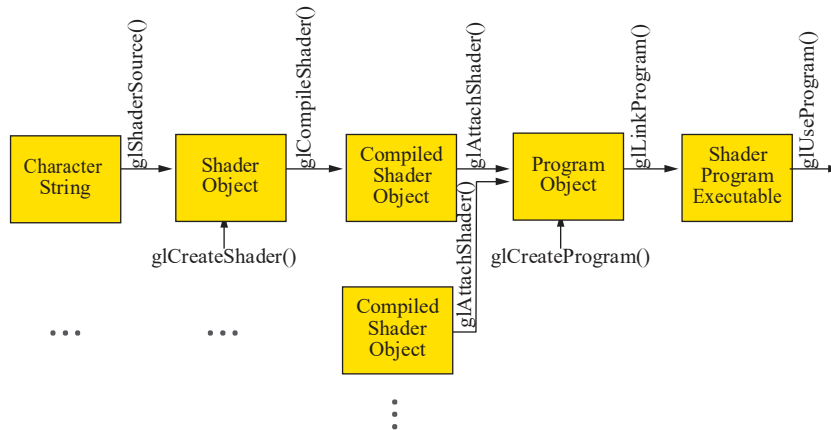 glShaderSource()
glCompileShader()
glAttachShader()
glLinkProgram()
glUseProgram()
Character
String
Shader
Object
Compiled
Shader
Object
Program
Object
Shader
Program
Executable
glCreateShader()
glAttachShader()
glCreateProgram()
Compiled
Shader
Object